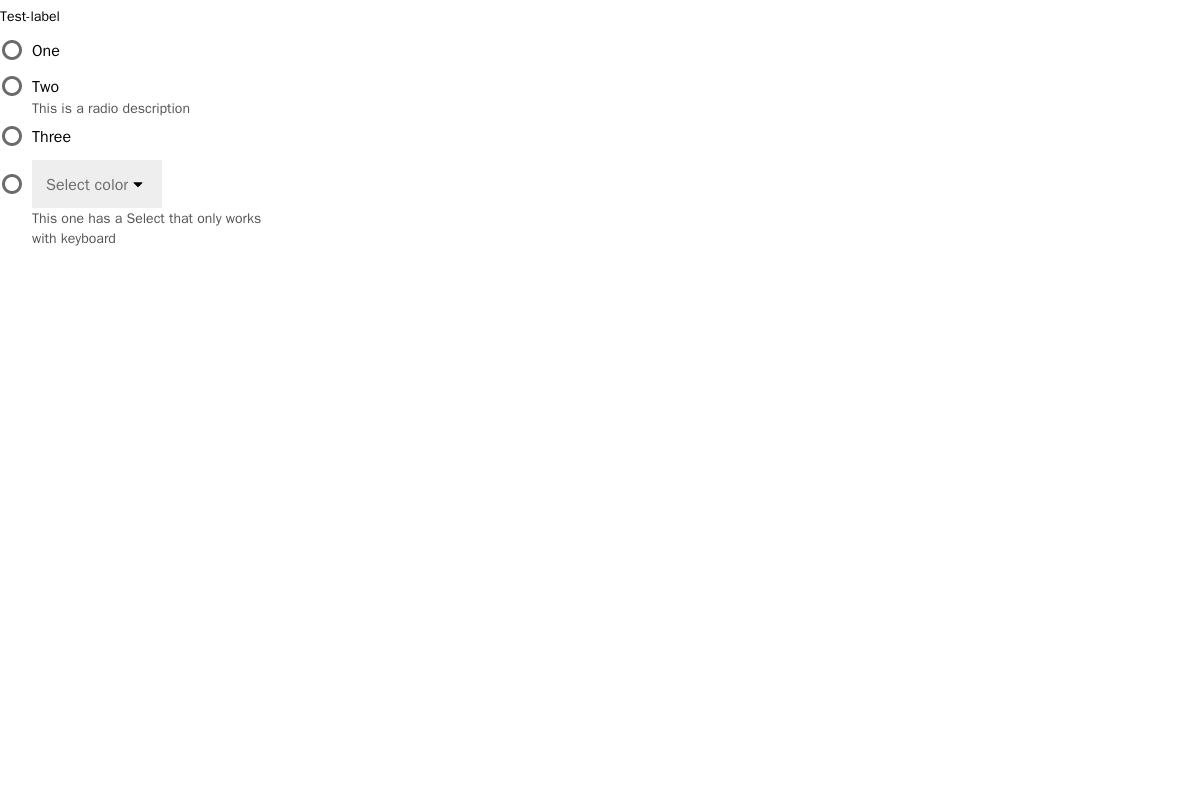 Test-label
One
Two
This is a radio description
Three
Select color
This one has a Select that only works
with keyboard